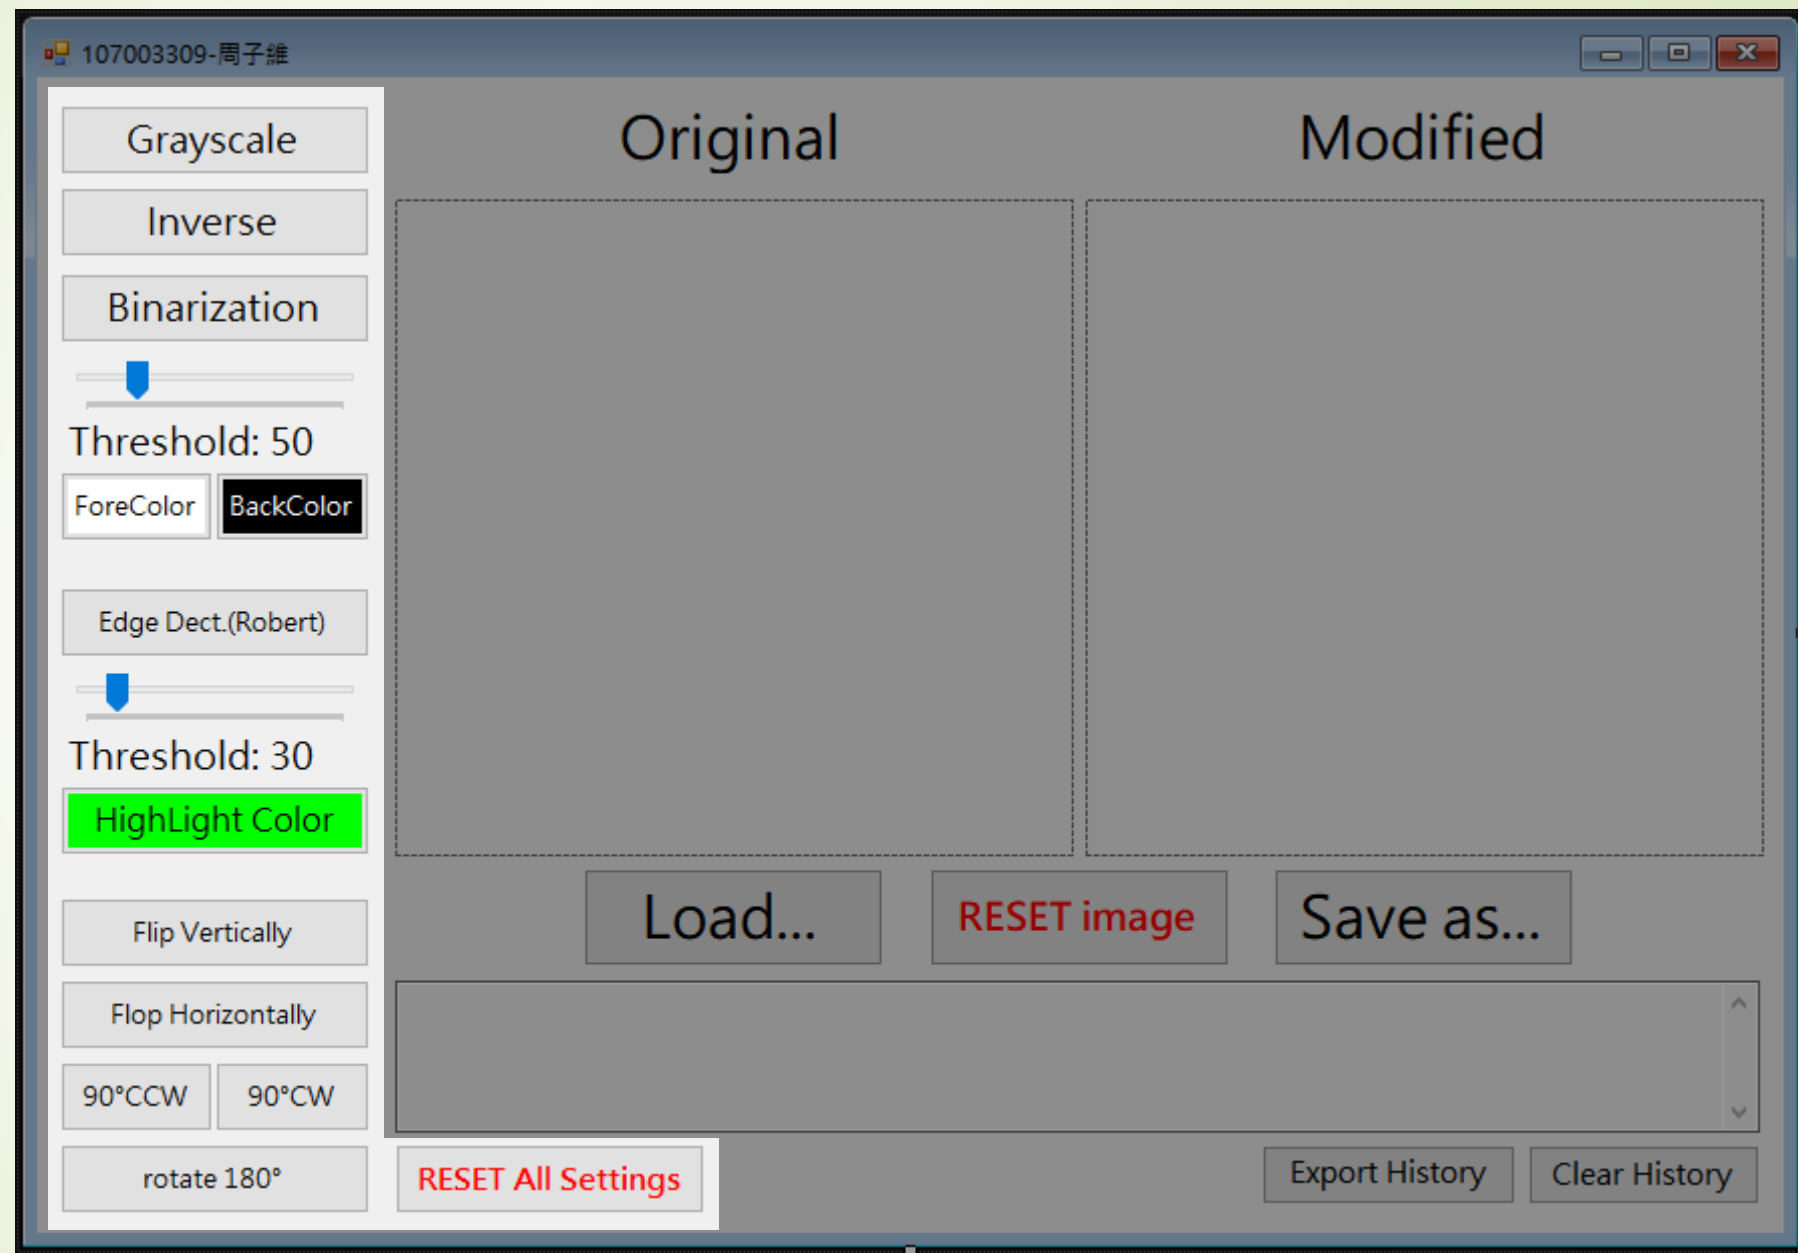 107003309-周子維
Grayscale
Inverse
Binarization
Threshold: 50
ForeColor BackColor
Edge Dect.(Robert)
Threshold: 30
HighLight Color
Flip Vertically
Flop Horizontally
90°CCW 90°CW
rotate 180°
RESET All Settings
Original
Modified
Load...
RESET image
Save as...
Export History
Clear History